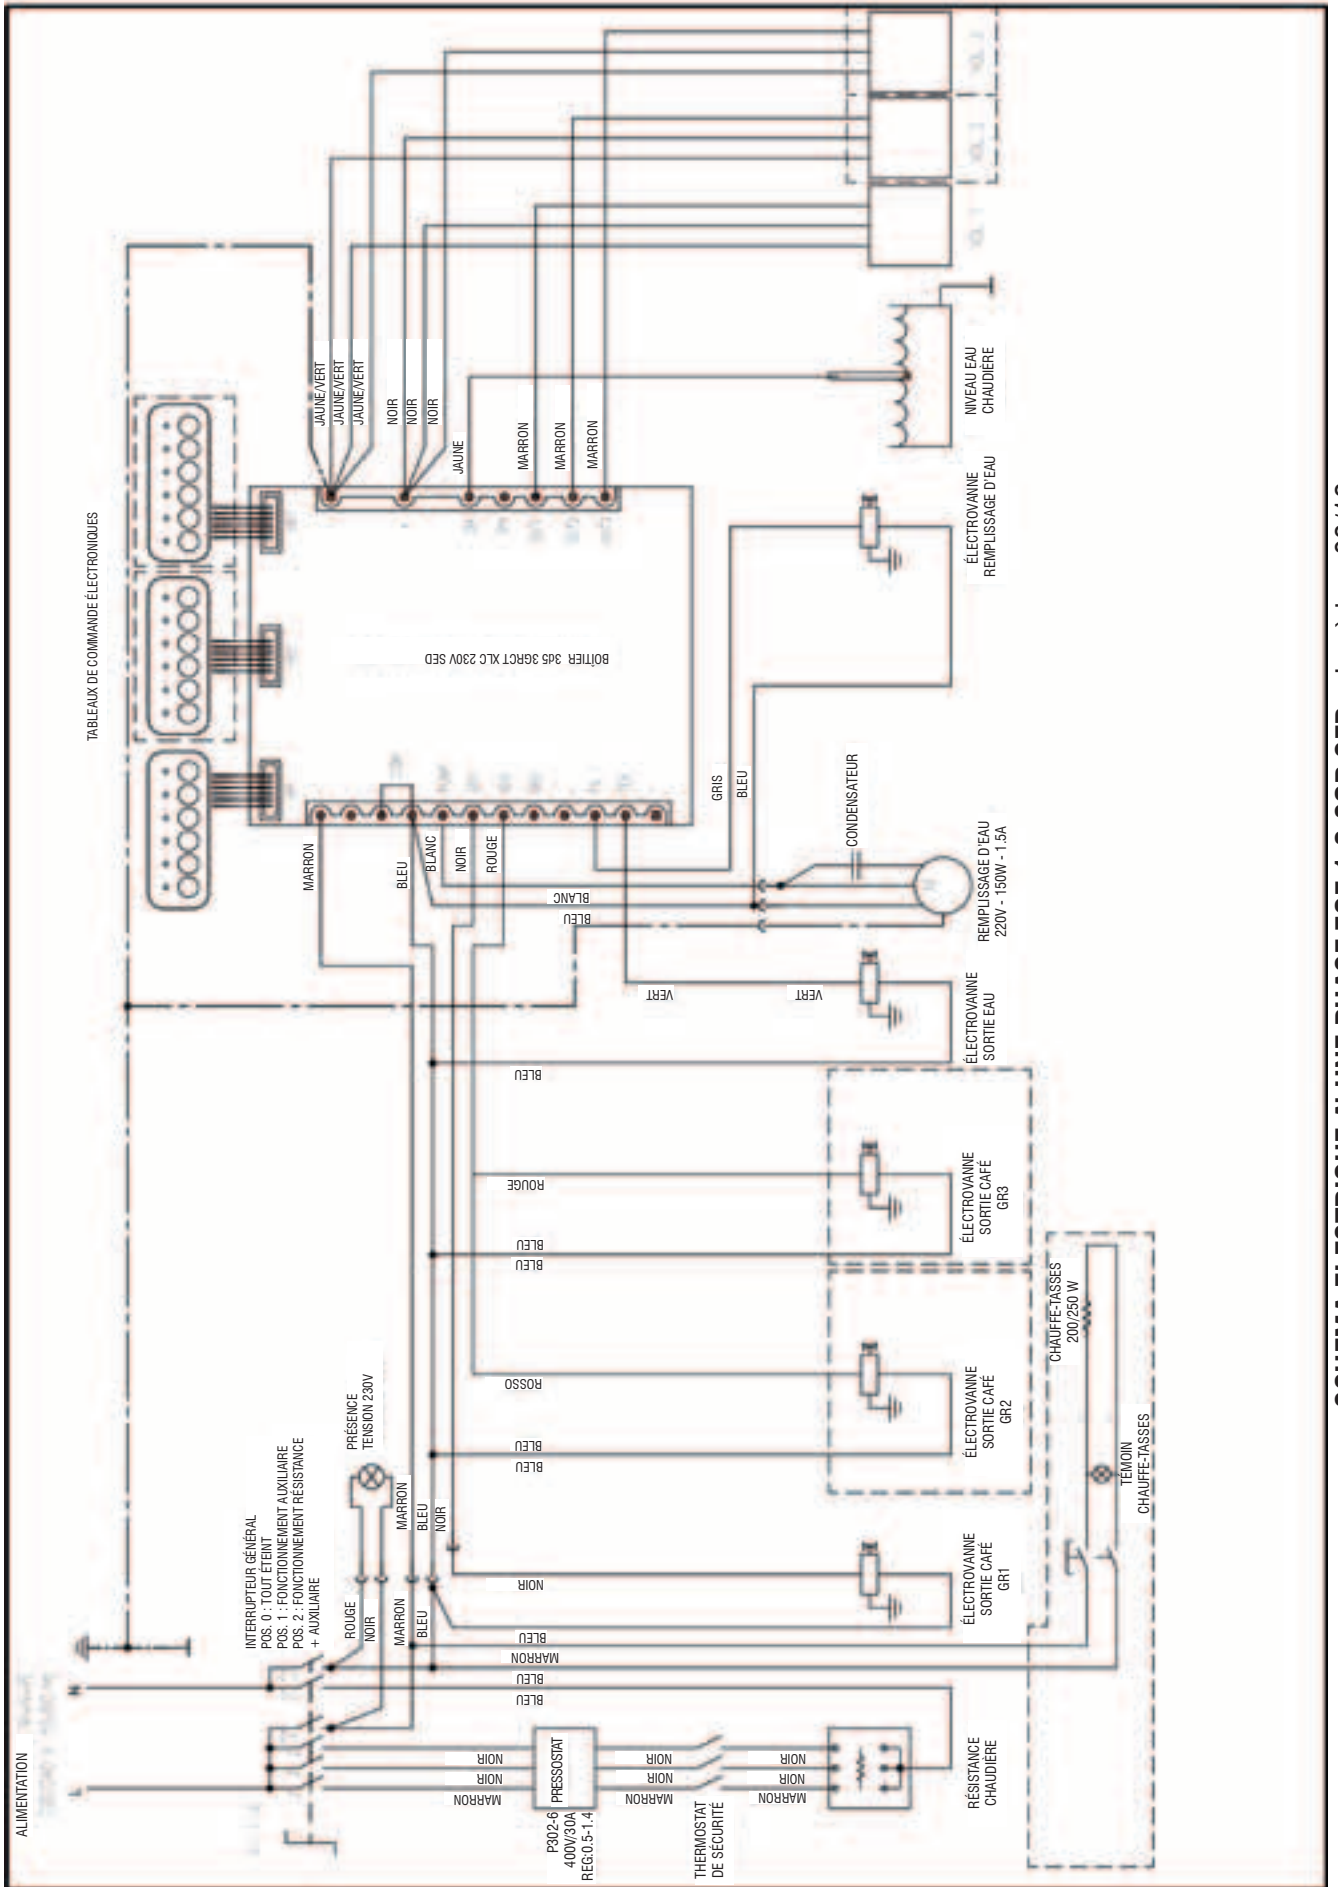 ALIMENTATION
L
N
INTERRUPTEUR GÉNÉRAL
POS. 0 : TOUT ÉTEINT
POS. 1 : FONCTIONNEMENT AUXILIAIRE
POS. 2 : FONCTIONNEMENT RÉSISTANCE
+ AUXILIAIRE
PRÉSENCE
TENSION 230V
ROUGE
NOIR
MARRON
BLEU
MARRON
BLEU
NOIR
TABLEAUX DE COMMANDE ÉLECTRONIQUES
BOÎTIER 3d5 3GRCT XLC 230V SED
MARRON
BLEU
BLANC
NOIR
ROUGE
JAUNE/VERT
JAUNE/VERT
JAUNE/VERT
NOIR
NOIR
NOIR
JAUNE
MARRON
MARRON
MARRON
GRIS
BLEU
BLANC
BLEU
VERT
VERT
BLEU
ROUGE
BLEU
BLEU
ROSSO
BLEU
BLEU
NOIR
BLEU
MARRON
BLEU
BLEU
NOIR
NOIR
MARRON
P302-6
400V/30A
REG:0.5-1.4
PRESSOSTAT
NOIR
NOIR
MARRON
THERMOSTAT
DE SÉCURITÉ
NOIR
NOIR
MARRON
RÉSISTANCE
CHAUDIÈRE
ÉLECTROVANNE
SORTIE CAFÉ
GR1
ÉLECTROVANNE
SORTIE CAFÉ
GR2
ÉLECTROVANNE
SORTIE CAFÉ
GR3
ÉLECTROVANNE
SORTIE EAU
CONDENSATEUR
REMPLISSAGE D'EAU
220V - 150W - 1.5A
ÉLECTROVANNE
REMPLISSAGE D'EAU
NIVEAU EAU
CHAUDIÈRE
CHAUFFE-TASSES
200/250 W
TÉMOIN
CHAUFFE-TASSES